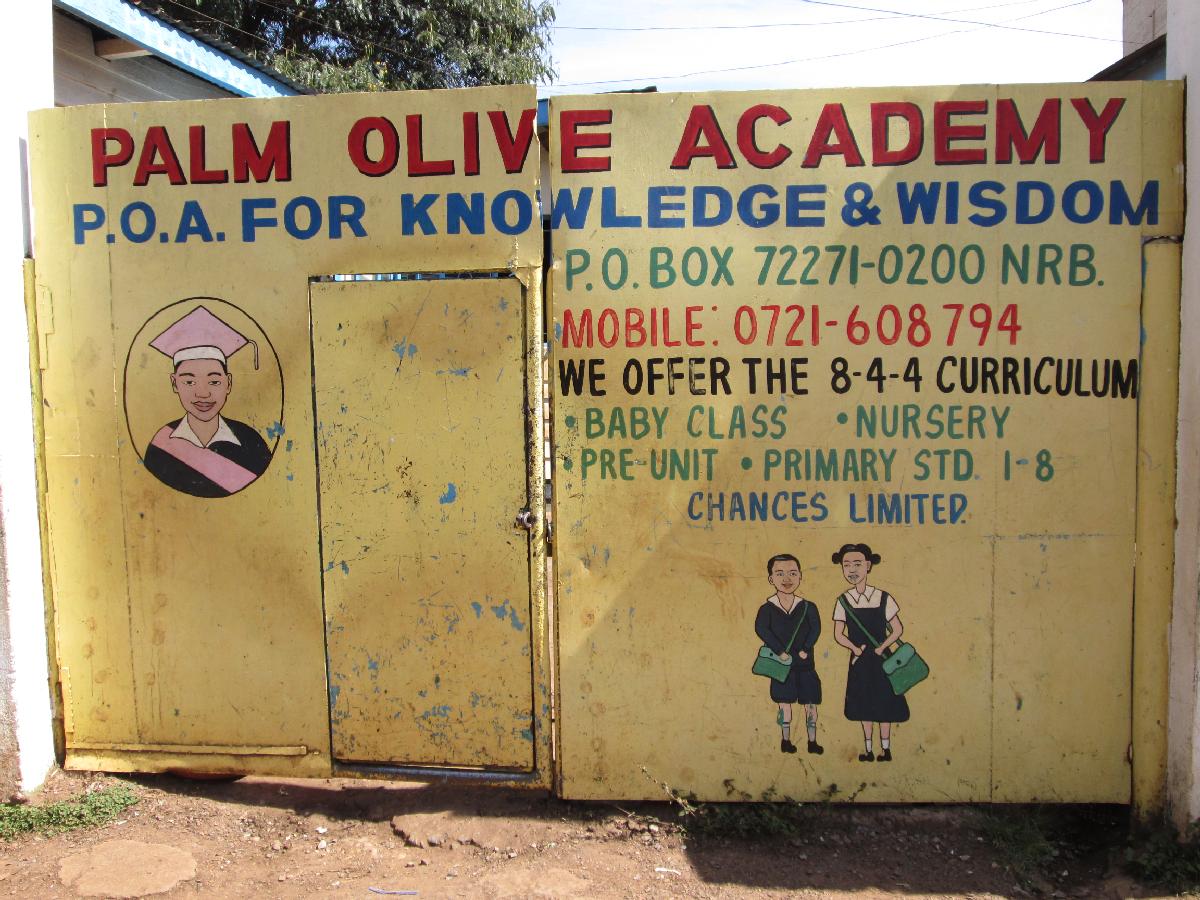 PALM OLIVE ACADEMY
P.O.A. FOR KNOWLEDGE & WISDOM
P.O. BOX 72271-0200 NRB.
MOBILE: 0721-608794
WE OFFER THE 8-4-4 CURRICULUM
• BABY CLASS • NURSERY
• PRE-UNIT • PRIMARY STD. 1-8
CHANCES LIMITED.